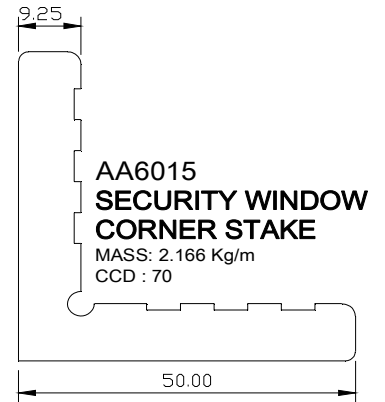 9.25
AA6015
SECURITY WINDOW
CORNER STAKE
MASS: 2.166 Kg/m
CCD : 70
50.00